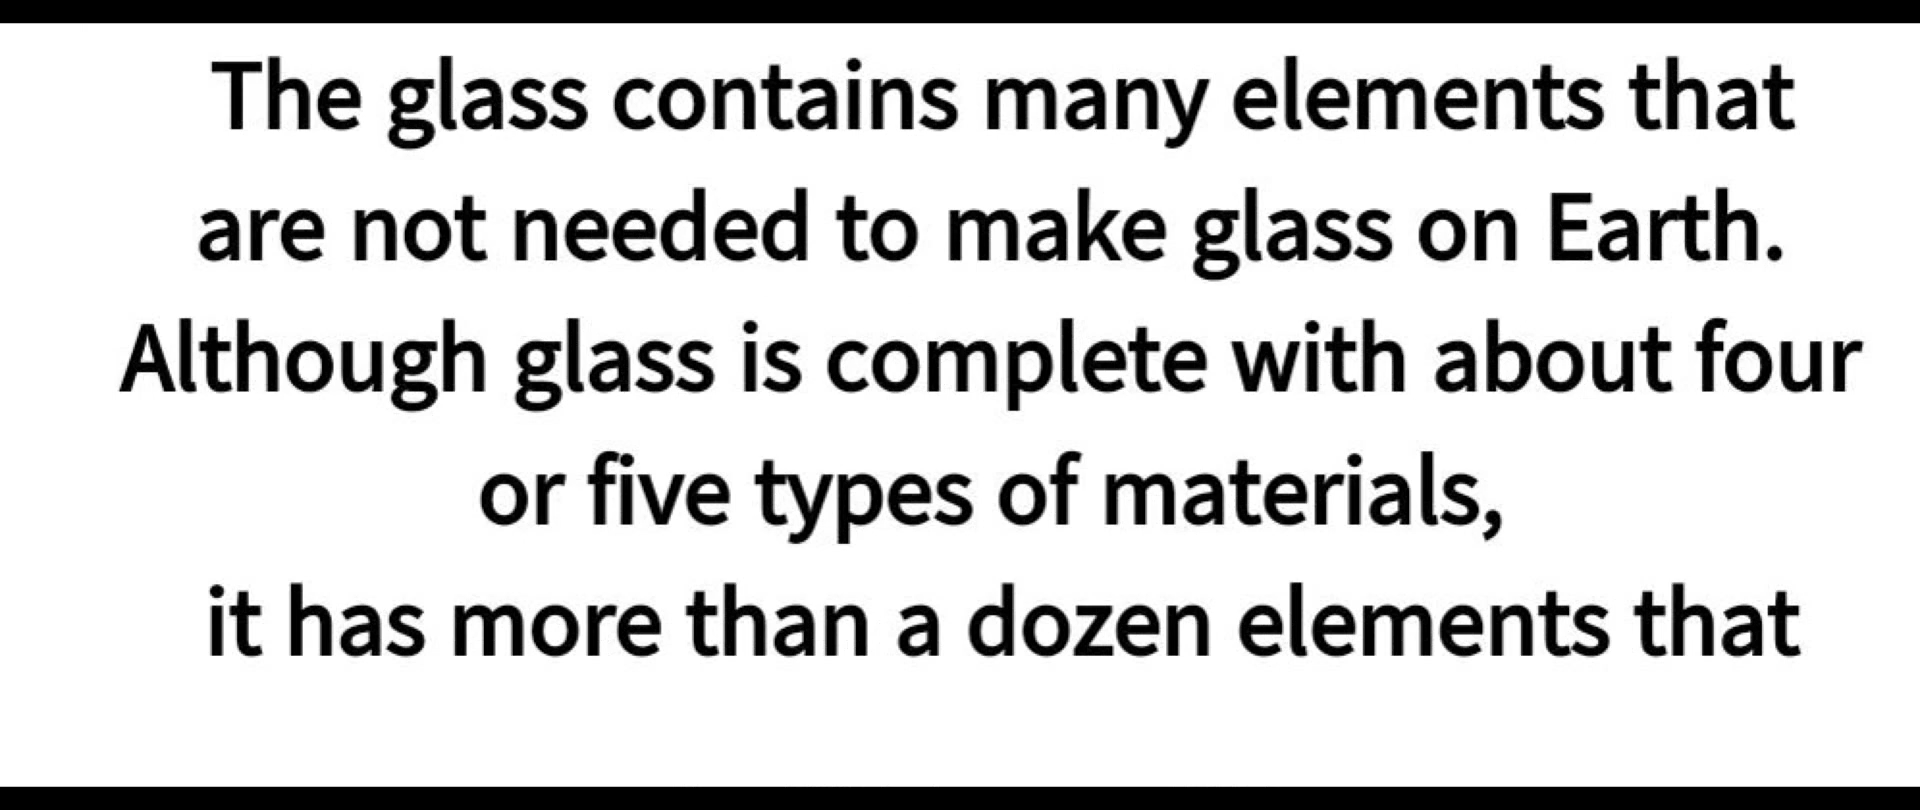 The glass contains many elements that
are not needed to make glass on Earth.
Although glass is complete with about four
or five types of materials,
it has more than a dozen elements that